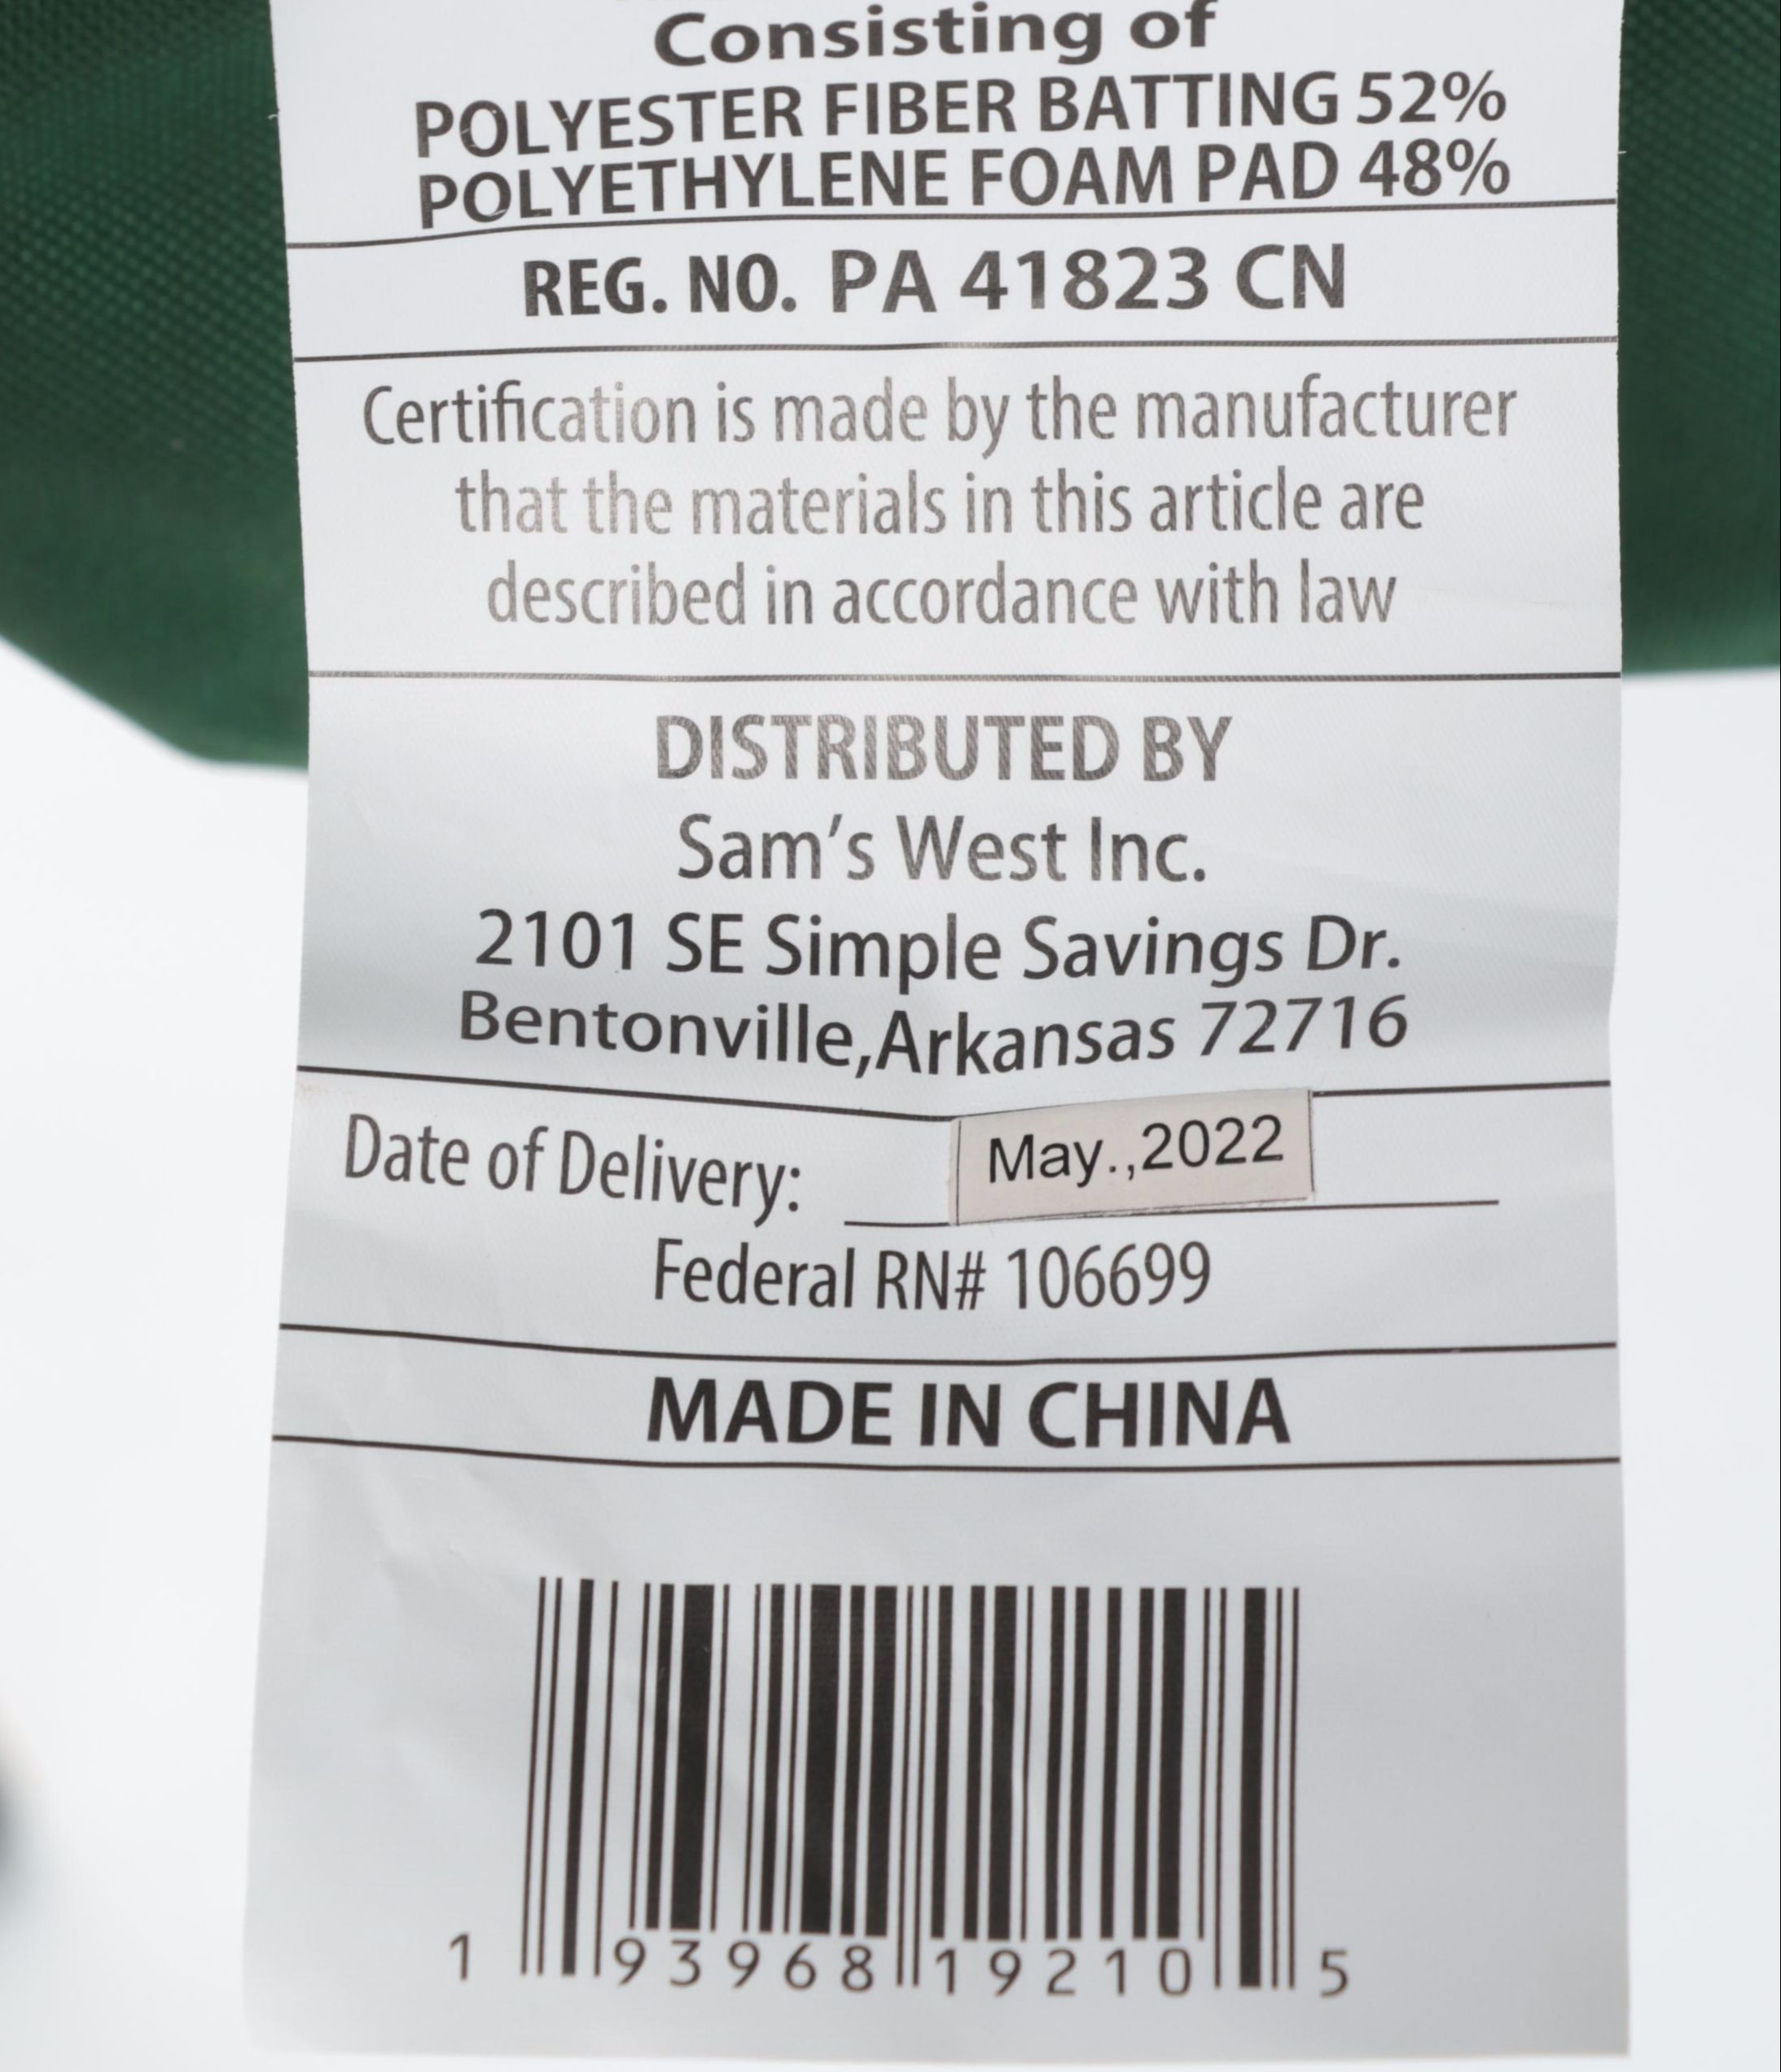 Consisting of
POLYESTER FIBER BATTING 52%
POLYETHYLENE FOAM PAD 48%
REG. NO. PA 41823 CN
Certification is made by the manufacturer
that the materials in this article are
described in accordance with law
DISTRIBUTED BY
Sam's West Inc.
2101 SE Simple Savings Dr.
Bentonville,Arkansas 72716
Date of Delivery: May.,2022
Federal RN# 106699
MADE IN CHINA
1 93968 19210 5